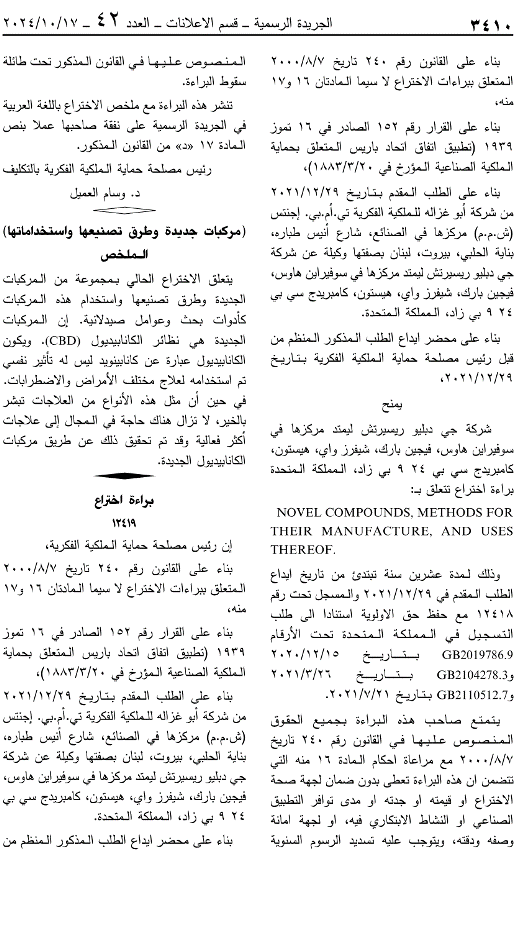 ٣٤١٠
الجريدة الرسمية – قسم الاعلانات – العدد ٤٢ – ٢٠٢٤/١٠/١٧
بناء على القانون رقم ٢٤٠ تاريخ ٢٠٠٠/٨/٧
المتعلق ببراءات الاختراع لا سيما المادتان ١٦ و١٧
منه،
بناء على القرار رقم ١٥٢ الصادر في ١٦ تموز
١٩٣٩ (تطبيق اتفاق اتحاد باريس المتعلق بحماية
الملكية الصناعية المؤرخ في ١٨٨٣/٣/٢٠)،
بناء على الطلب المقدم بتاريخ ٢٠٢١/١٢/٢٩
من شركة أبو غزاله للملكية الفكرية تي.أم.بي. إجنتس
(ش.م.م) مركزها في الصنائع، شارع أنيس طباره،
بناية الحلبي، بيروت، لبنان بصفتها وكيلة عن شركة
جي دبليو ريسيرتش ليمتد مركزها في سوفيراين هاوس،
فيجين بارك، شيفرز واي، هيستون، كامبريدج سي بي
٢٤ ٩ بي زاد، المملكة المتحدة.
بناء على محضر ايداع الطلب المذكور المنظم من
قبل رئيس مصلحة حماية الملكية الفكرية بتاريخ
٢٠٢١/١٢/٢٩،
يمنح
شركة جي دبليو ريسيرتش ليمتد مركزها في
سوفيراين هاوس، فيجين بارك، شيفرز واي، هيستون،
كامبريدج سي بي ٢٤ ٩ بي زاد، المملكة المتحدة
براءة اختراع تتعلق بـ:
NOVEL COMPOUNDS, METHODS FOR
THEIR MANUFACTURE, AND USES
THEREOF.
وذلك لمدة عشرين سنة تبتدئ من تاريخ ايداع
الطلب المقدم في ٢٠٢١/١٢/٢٩ والمسجل تحت رقم
١٢٤١٨ مع حفظ حق الاولوية استنادا الى طلب
التسجيل في المملكة المتحدة تحت الأرقام
GB2019786.9 بتاريخ ٢٠٢٠/١٢/١٥
وGB2104278.3 بتاريخ ٢٠٢١/٣/٢٦
وGB2110512.7 بتاريخ ٢٠٢١/٧/٢١.
يتمتع صاحب هذه البراءة بجميع الحقوق
المنصوص عليها في القانون رقم ٢٤٠ تاريخ
٢٠٠٠/٨/٧ مع مراعاة احكام المادة ١٦ منه التي
تتضمن ان هذه البراءة تعطى بدون ضمان لجهة صحة
الاختراع او قيمته او جدته او مدى توافر التطبيق
الصناعي أو النشاط الابتكاري فيه، او لجهة امانة
وصفه ودقته، ويتوجب عليه تسديد الرسوم السنوية
المنصوص عليها في القانون المذكور تحت طائلة
سقوط البراءة.
تنشر هذه البراءة مع ملخص الاختراع باللغة العربية
في الجريدة الرسمية على نفقة صاحبها عملا بنص
المادة ١٧ «د» من القانون المذكور.
رئيس مصلحة حماية الملكية الفكرية بالتكليف
د. وسام العميل
(مركبات جديدة وطرق تصنيعها واستخداماتها)
الملخص
يتعلق الاختراع الحالي بمجموعة من المركبات
الجديدة وطرق تصنيعها واستخدام هذه المركبات
كأدوات بحث وعوامل صيدلانية. إن المركبات
الجديدة هي نظائر الكانابيديول (CBD). ويكون
الكانابيديول عبارة عن كانابينويد ليس له تأثير نفسي
تم استخدامه لعلاج مختلف الأمراض والاضطرابات.
في حين أن مثل هذه الأنواع من العلاجات تبشر
بالخير، لا تزال هناك حاجة في المجال إلى علاجات
أكثر فعالية وقد تم تحقيق ذلك عن طريق مركبات
الكانابيديول الجديدة.
براءة اختراع
١٢٤١٩
إن رئيس مصلحة حماية الملكية الفكرية،
بناء على القانون رقم ٢٤٠ تاريخ ٢٠٠٠/٨/٧
المتعلق ببراءات الاختراع لا سيما المادتان ١٦ و١٧
منه،
بناء على القرار رقم ١٥٢ الصادر في ١٦ تموز
١٩٣٩ (تطبيق اتفاق اتحاد باريس المتعلق بحماية
الملكية الصناعية المؤرخ في ١٨٨٣/٣/٢٠)،
بناء على الطلب المقدم بتاريخ ٢٠٢١/١٢/٢٩
من شركة أبو غزاله للملكية الفكرية تي.أم.بي. إجنتس
(ش.م.م) مركزها في الصنائع، شارع أنيس طباره،
بناية الحلبي، بيروت، لبنان بصفتها وكيلة عن شركة
جي دبليو ريسيرتش ليمتد مركزها في سوفيراين هاوس،
فيجين بارك، شيفرز واي، هيستون، كامبريدج سي بي
٢٤ ٩ بي زاد، المملكة المتحدة.
بناء على محضر ايداع الطلب المذكور المنظم من